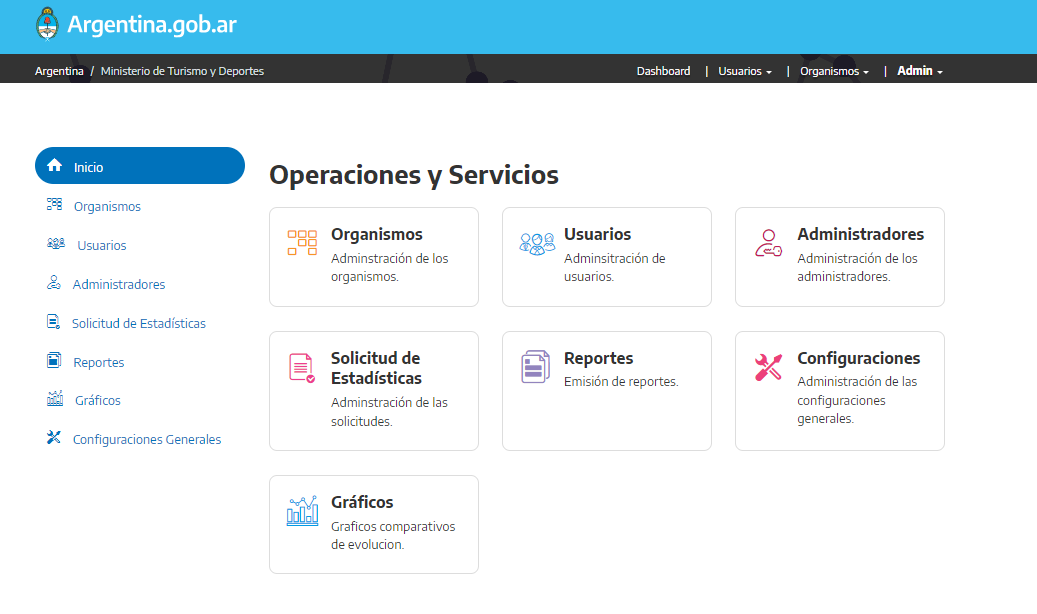 Argentina.gob.ar
Argentina / Ministerio de Turismo y Deportes
Dashboard | Usuarios | Organismos | Admin
Inicio
Organismos
Usuarios
Administradores
Solicitud de Estadísticas
Reportes
Gráficos
Configuraciones Generales
Operaciones y Servicios
Organismos
Adminstración de los
organismos.
Usuarios
Adminsitración de
usuarios.
Administradores
Administración de los
administradores.
Solicitud de
Estadísticas
Adminstración de las
solicitudes.
Reportes
Emisión de reportes.
Configuraciones
Administración de las
configuraciones
generales.
Gráficos
Graficos comparativos
de evolucion.